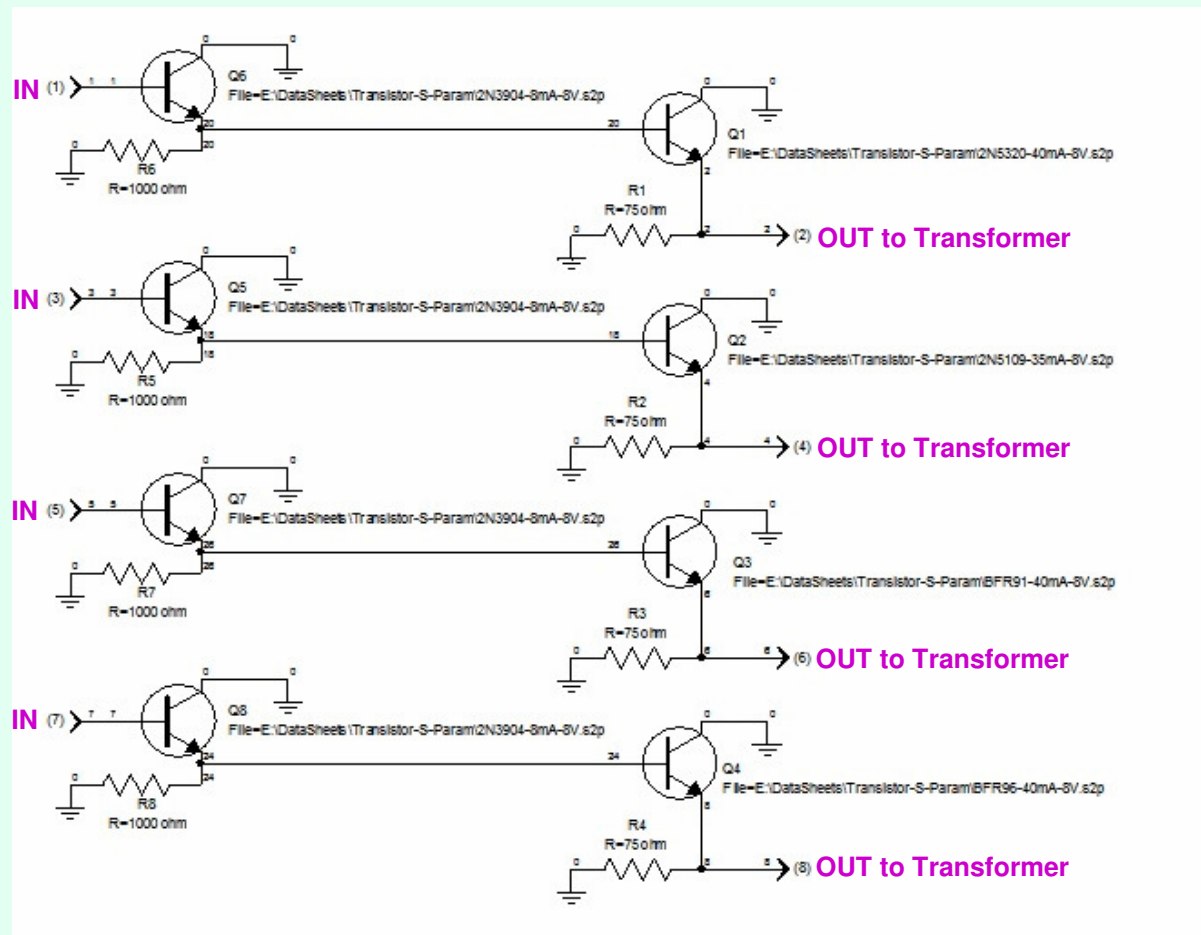 0 0
IN (1) 1 1
Q6
File=E:\DataSheets\Transistor-S-Param\2N3904-8mA-8V.s2p
20 20
0 20
R6
R=1000 ohm
0 0
Q1
File=E:\DataSheets\Transistor-S-Param\2N5320-40mA-8V.s2p
2
R1
R=75ohm
0 2 2 (2) OUT to Transformer
0 0
IN (3) 3 3
Q5
File=E:\DataSheets\Transistor-S-Param\2N3904-8mA-8V.s2p
18 18
0 18
R5
R=1000 ohm
0 0
Q2
File=E:\DataSheets\Transistor-S-Param\2N5109-35mA-8V.s2p
4
R2
R=75ohm
0 4 4 (4) OUT to Transformer
0 0
IN (5) 5 5
Q7
File=E:\DataSheets\Transistor-S-Param\2N3904-8mA-8V.s2p
26 26
0 26
R7
R=1000 ohm
0 0
Q3
File=E:\DataSheets\Transistor-S-Param\BFR91-40mA-8V.s2p
6
R3
R=75ohm
0 6 6 (6) OUT to Transformer
0 0
IN (7) 7 7
Q8
File=E:\DataSheets\Transistor-S-Param\2N3904-8mA-8V.s2p
24 24
0 24
R8
R=1000 ohm
0 0
Q4
File=E:\DataSheets\Transistor-S-Param\BFR96-40mA-8V.s2p
8
R4
R=75ohm
0 8 8 (8) OUT to Transformer